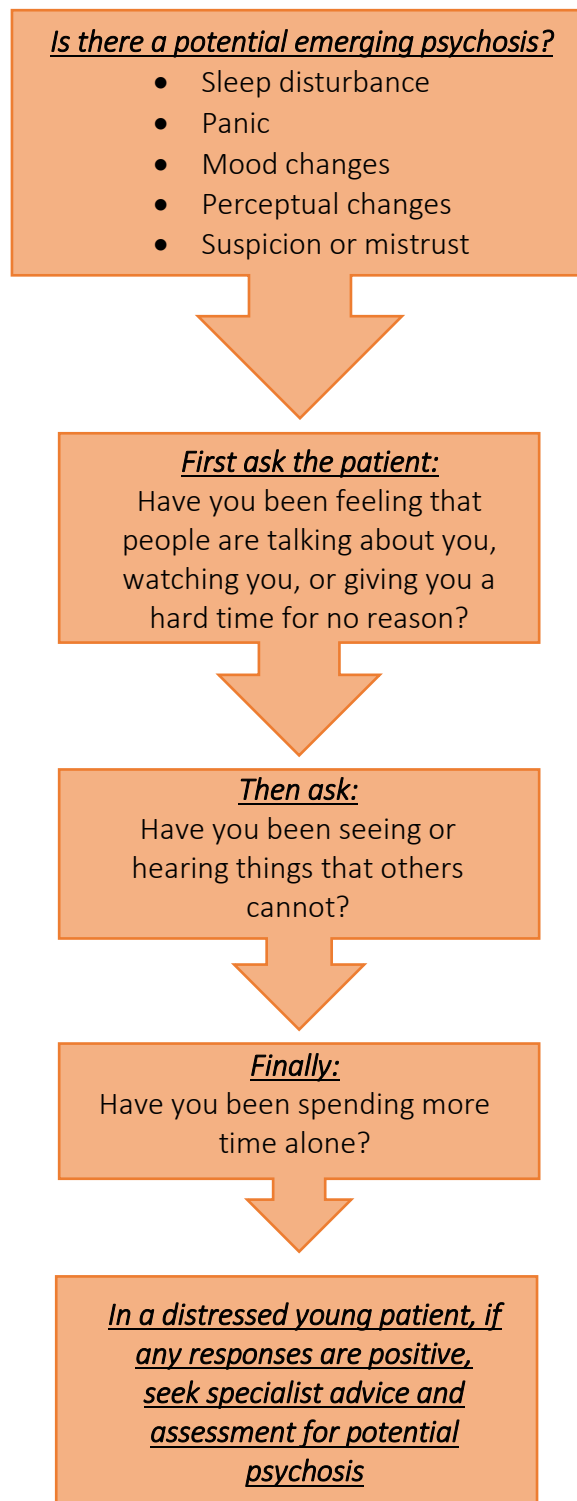 Is there a potential emerging psychosis?
• Sleep disturbance
• Panic
• Mood changes
• Perceptual changes
• Suspicion or mistrust
First ask the patient:
Have you been feeling that
people are talking about you,
watching you, or giving you a
hard time for no reason?
Then ask:
Have you been seeing or
hearing things that others
cannot?
Finally:
Have you been spending more
time alone?
In a distressed young patient, if
any responses are positive,
seek specialist advice and
assessment for potential
psychosis